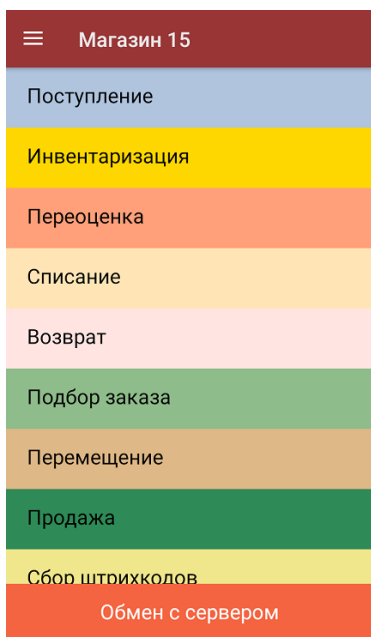 Магазин 15
Поступление
Инвентаризация
Переоценка
Списание
Возврат
Подбор заказа
Перемещение
Продажа
Сбор штрихкодов
Обмен с сервером